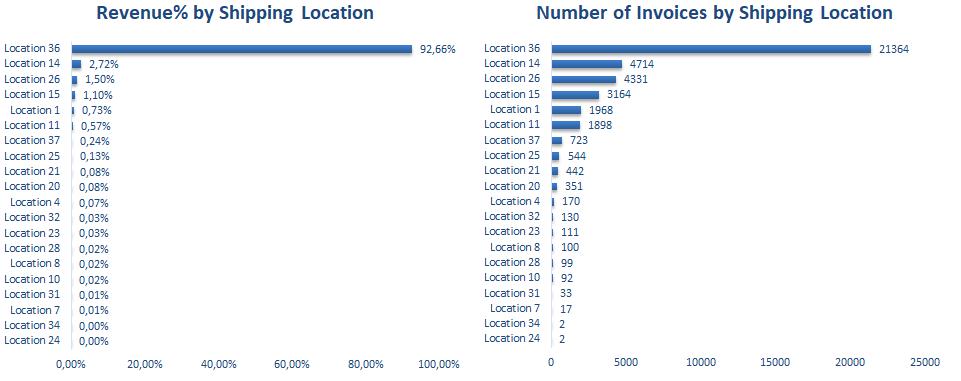 Revenue% by Shipping Location
Location 36 92,66%
Location 14 2,72%
Location 26 1,50%
Location 15 1,10%
Location 1 0,73%
Location 11 0,57%
Location 37 0,24%
Location 25 0,13%
Location 21 0,08%
Location 20 0,08%
Location 4 0,07%
Location 32 0,03%
Location 23 0,03%
Location 28 0,02%
Location 8 0,02%
Location 10 0,02%
Location 31 0,01%
Location 7 0,01%
Location 34 0,00%
Location 24 0,00%
0,00% 20,00% 40,00% 60,00% 80,00% 100,00%
Number of Invoices by Shipping Location
Location 36 21364
Location 14 4714
Location 26 4331
Location 15 3164
Location 1 1968
Location 11 1898
Location 37 723
Location 25 544
Location 21 442
Location 20 351
Location 4 170
Location 32 130
Location 23 111
Location 8 100
Location 28 99
Location 10 92
Location 31 33
Location 7 17
Location 34 2
Location 24 2
0 5000 10000 15000 20000 25000